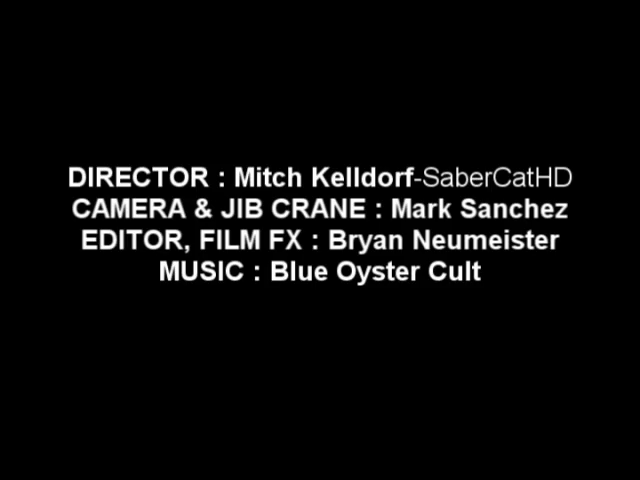 DIRECTOR : Mitch Kelldorf-SaberCatHD
CAMERA & JIB CRANE : Mark Sanchez
EDITOR, FILM FX : Bryan Neumeister
MUSIC : Blue Oyster Cult